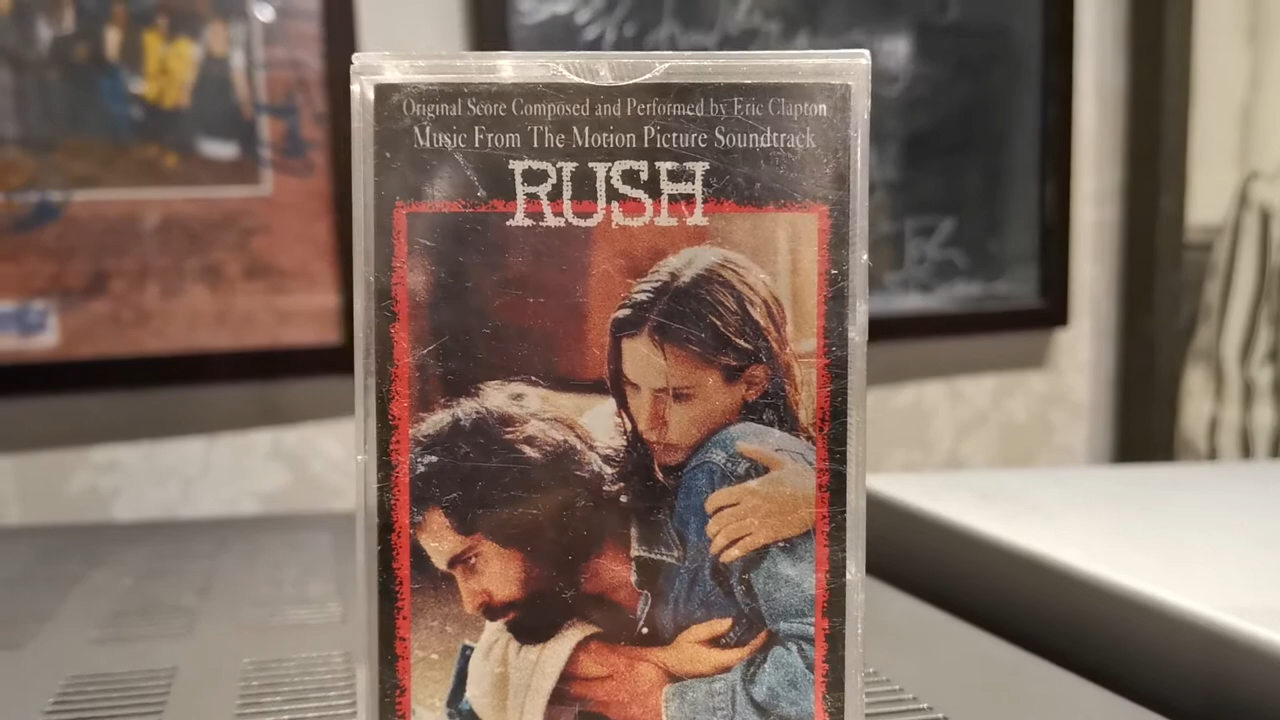 Original Score Composed and Performed by Eric Clapton
Music From The Motion Picture Soundtrack
RUSH